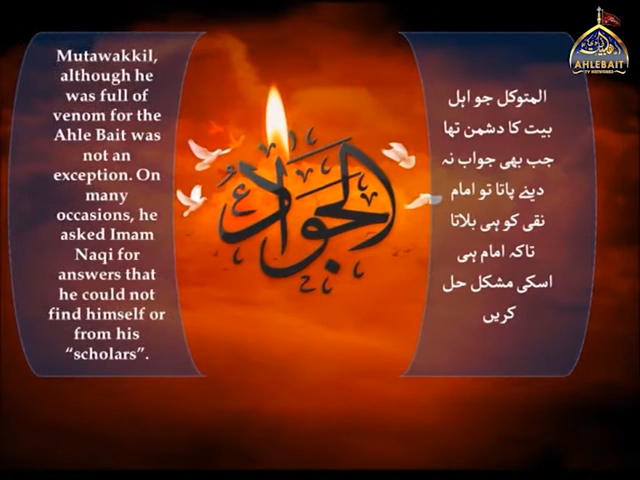 Mutawakkil,
although he
was full of
venom for the
Ahle Bait was
not an
exception. On
many
occasions, he
asked Imam
Naqi for
answers that
he could not
find himself or
from his
“scholars”.
الجواد
المتوکل جو اہل
بیت کا دشمن تھا
جب بھی جواب نہ
دینے پاتا تو امام
نقی کو ہی بلاتا
تاکہ امام ہی
اسکی مشکل حل
کریں
AHLEBAIT
TV NETWORKS